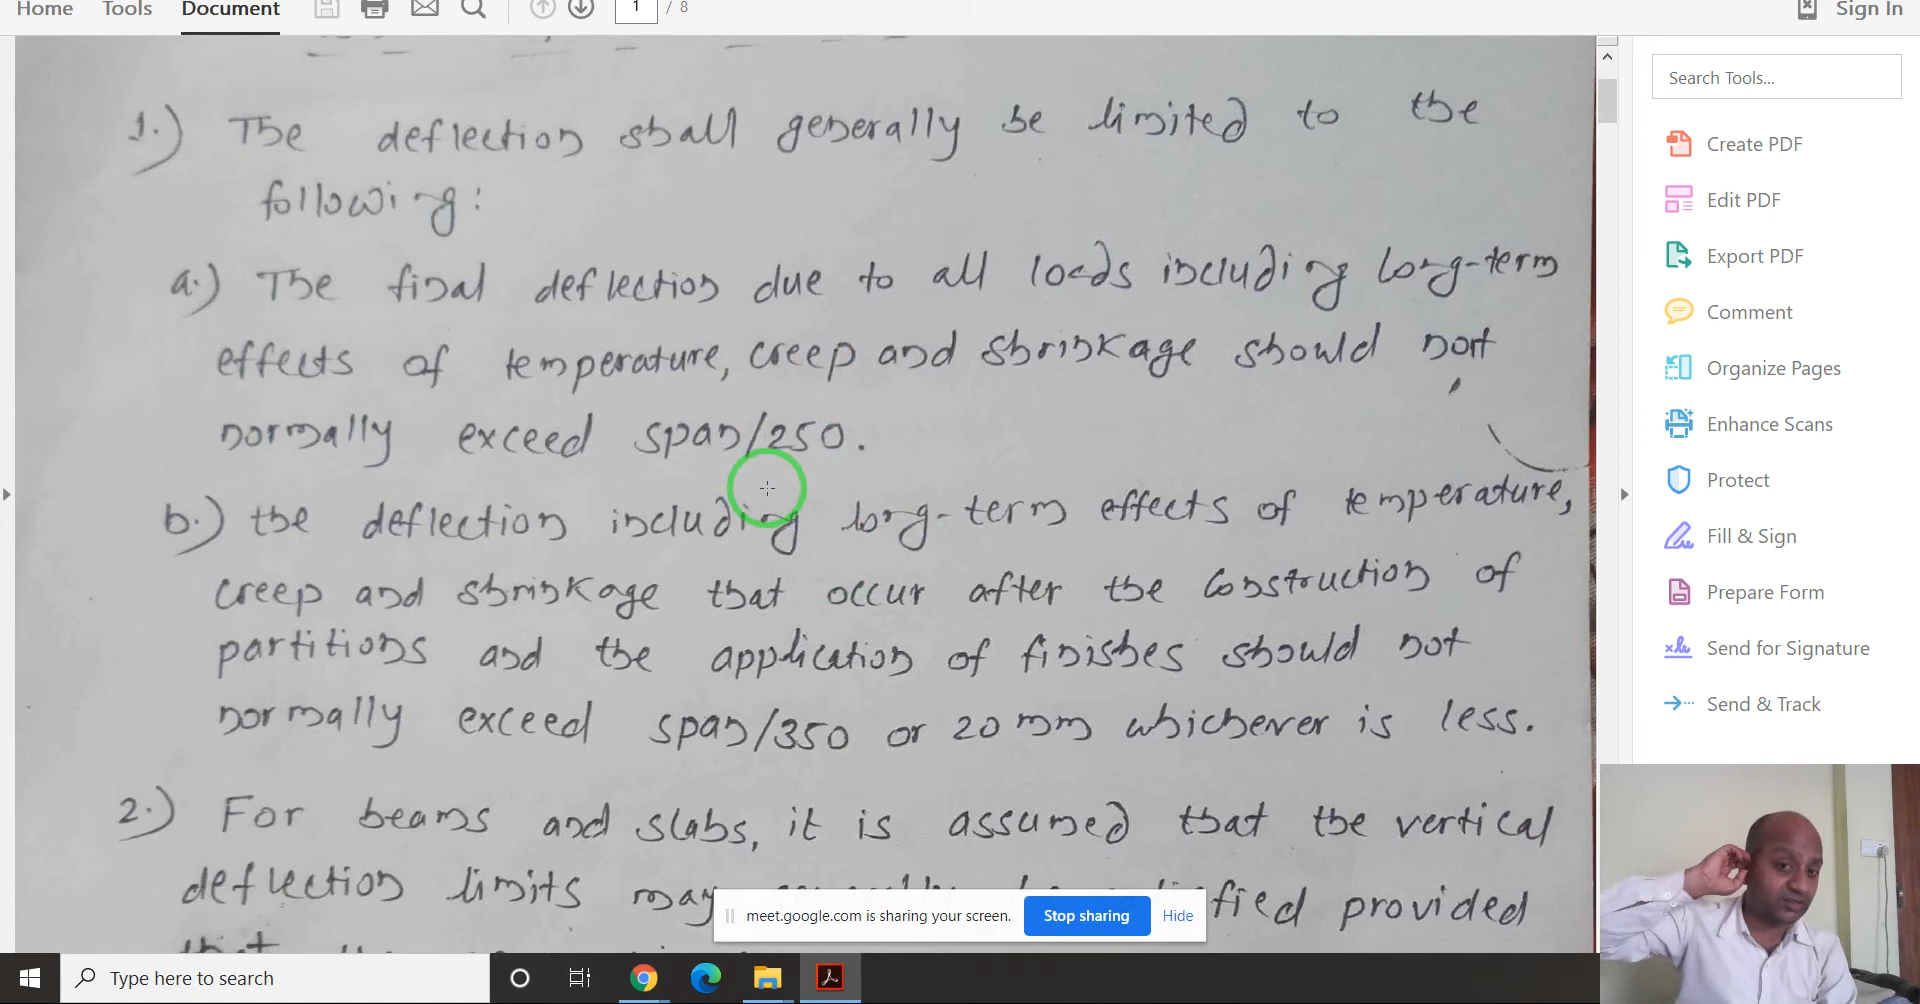 Home Tools Document 1 / 8 Sign In
Search Tools...
Create PDF
Edit PDF
Export PDF
Comment
Organize Pages
Enhance Scans
Protect
Fill & Sign
Prepare Form
Send for Signature
Send & Track
1.) The deflection shall generally be limited to the
following:
a.) The final deflection due to all loads including long-term
effects of temperature, creep and shrinkage should not
normally exceed span/250.
b.) the deflection including long-term effects of temperature,
creep and shrinkage that occur after the construction of
partitions and the application of finishes should not
normally exceed span/350 or 20 mm whichever is less.
2.) For beams and slabs, it is assumed that the vertical
deflection limits may provided
meet.google.com is sharing your screen. Stop sharing Hide
Type here to search